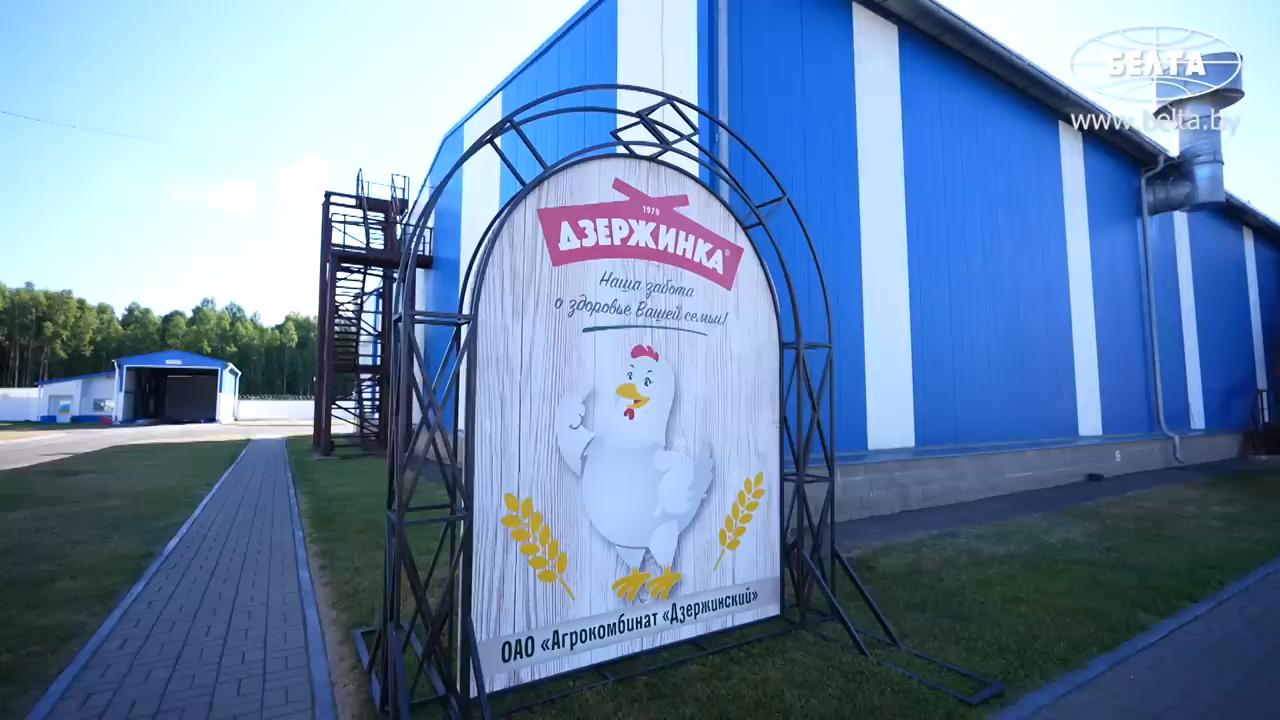 БЕЛТА
www.belta.by
1979
ДЗЕРЖИНКА®
Наша забота
о здоровье Вашей семьи!
ОАО «Агрокомбинат «Дзержинский»